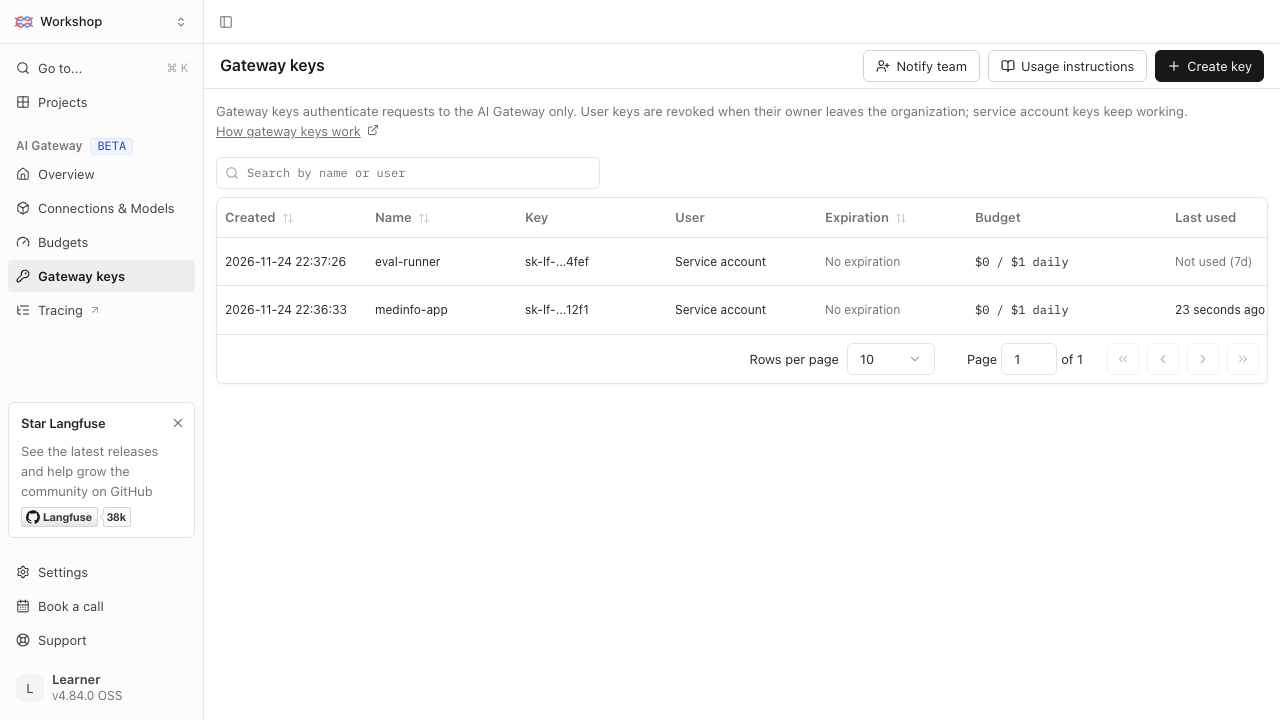 Workshop
Go to...
⌘ K
Projects
AI Gateway BETA
Overview
Connections & Models
Budgets
Gateway keys
Tracing
Star Langfuse
See the latest releases
and help grow the
community on GitHub
Langfuse 38k
Settings
Book a call
Support
L
Learner
v4.84.0 OSS
Gateway keys
Notify team
Usage instructions
Create key
Gateway keys authenticate requests to the AI Gateway only. User keys are revoked when their owner leaves the organization; service account keys keep working.
How gateway keys work
Search by name or user
Created Name Key User Expiration Budget Last used
2026-11-24 22:37:26 eval-runner sk-lf-...4fef Service account No expiration $0 / $1 daily Not used (7d)
2026-11-24 22:36:33 medinfo-app sk-lf-...12f1 Service account No expiration $0 / $1 daily 23 seconds ago
Rows per page 10 Page 1 of 1